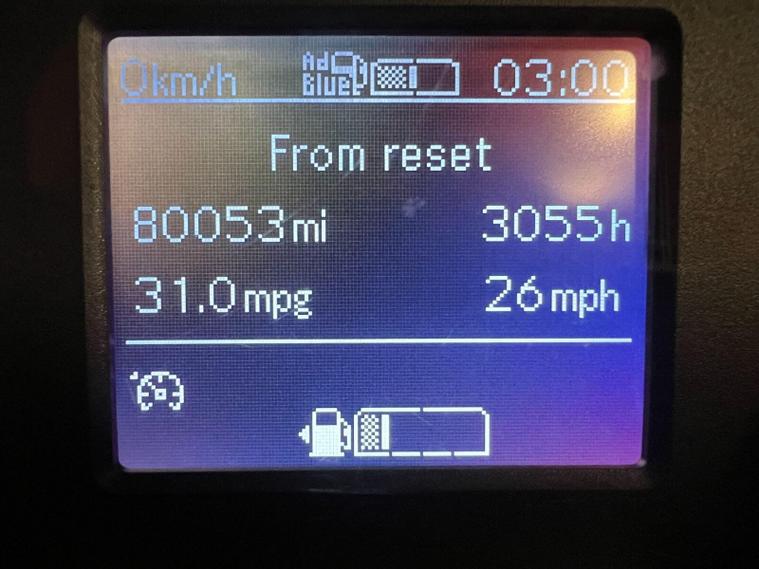 0km/h AdBlue 03:00
From reset
80053mi 3055h
31.0mpg 26mph